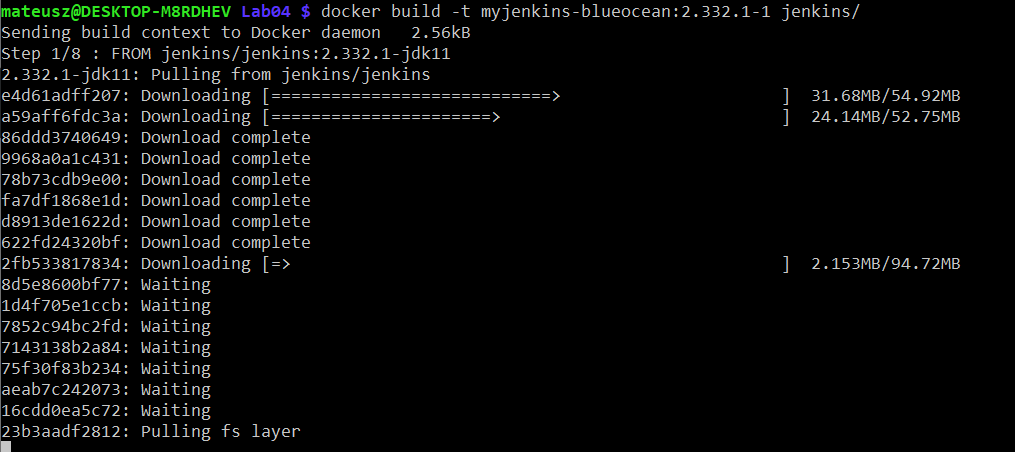 mateusz@DESKTOP-M8RDHEV Lab04 $ docker build -t myjenkins-blueocean:2.332.1-1 jenkins/
Sending build context to Docker daemon   2.56kB
Step 1/8 : FROM jenkins/jenkins:2.332.1-jdk11
2.332.1-jdk11: Pulling from jenkins/jenkins
e4d61adff207: Downloading [============================>                      ]  31.68MB/54.92MB
a59aff6fdc3a: Downloading [======================>                            ]  24.14MB/52.75MB
86ddd3740649: Download complete
9968a0a1c431: Download complete
78b73cdb9e00: Download complete
fa7df1868e1d: Download complete
d8913de1622d: Download complete
622fd24320bf: Download complete
2fb533817834: Downloading [=>                                                 ]  2.153MB/94.72MB
8d5e8600bf77: Waiting
1d4f705e1ccb: Waiting
7852c94bc2fd: Waiting
7143138b2a84: Waiting
75f30f83b234: Waiting
aeab7c242073: Waiting
16cdd0ea5c72: Waiting
23b3aadf2812: Pulling fs layer